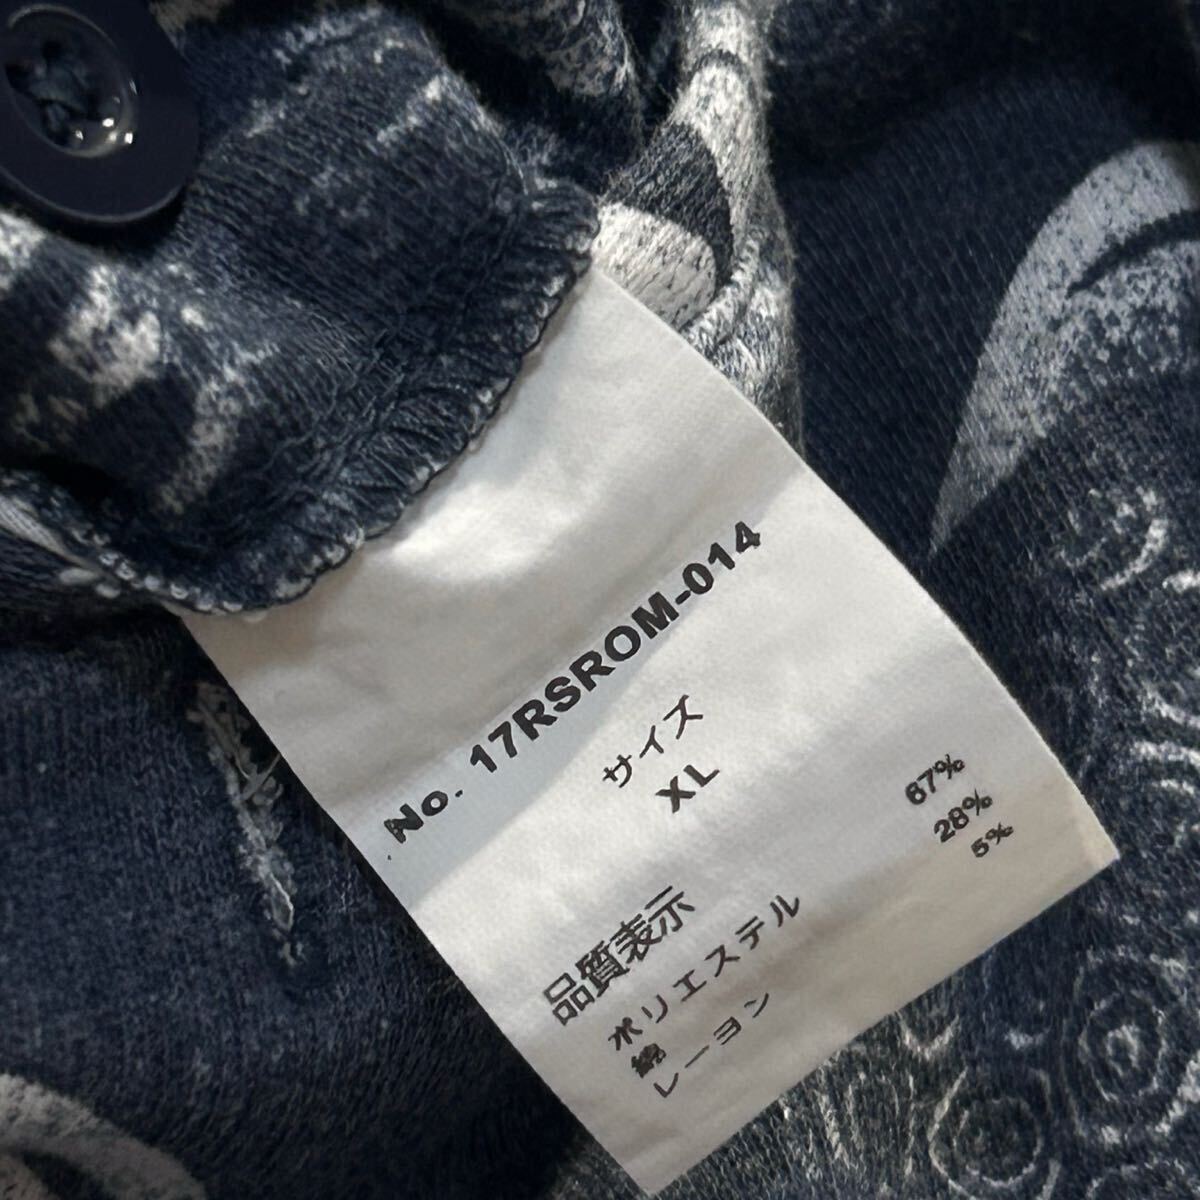 No. 17RSROM-014
サイズ
XL
品質表示
ポリエステル 67%
綿 28%
レーヨン 5%